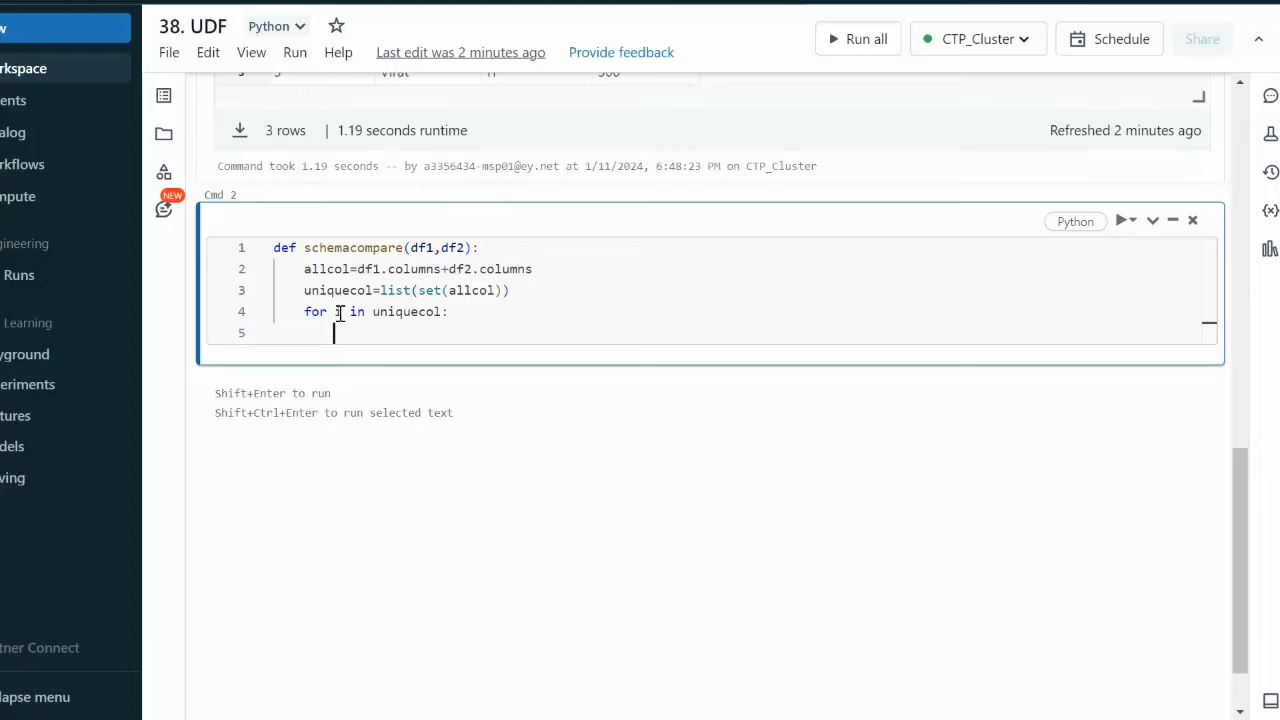 w
38. UDF
Python
File Edit View Run Help Last edit was 2 minutes ago Provide feedback
Run all
CTP_Cluster
Schedule
Share
rkspace
ents
alog
rkflows
mpute
gineering
Runs
Learning
yground
eriments
tures
dels
ving
tner Connect
lapse menu
NEW
3 rows | 1.19 seconds runtime
Refreshed 2 minutes ago
Command took 1.19 seconds -- by a3356434-msp01@ey.net at 1/11/2024, 6:48:23 PM on CTP_Cluster
Cmd 2
Python
1 def schemacompare(df1,df2):
2 allcol=df1.columns+df2.columns
3 uniquecol=list(set(allcol))
4 for i in uniquecol:
5
Shift+Enter to run
Shift+Ctrl+Enter to run selected text